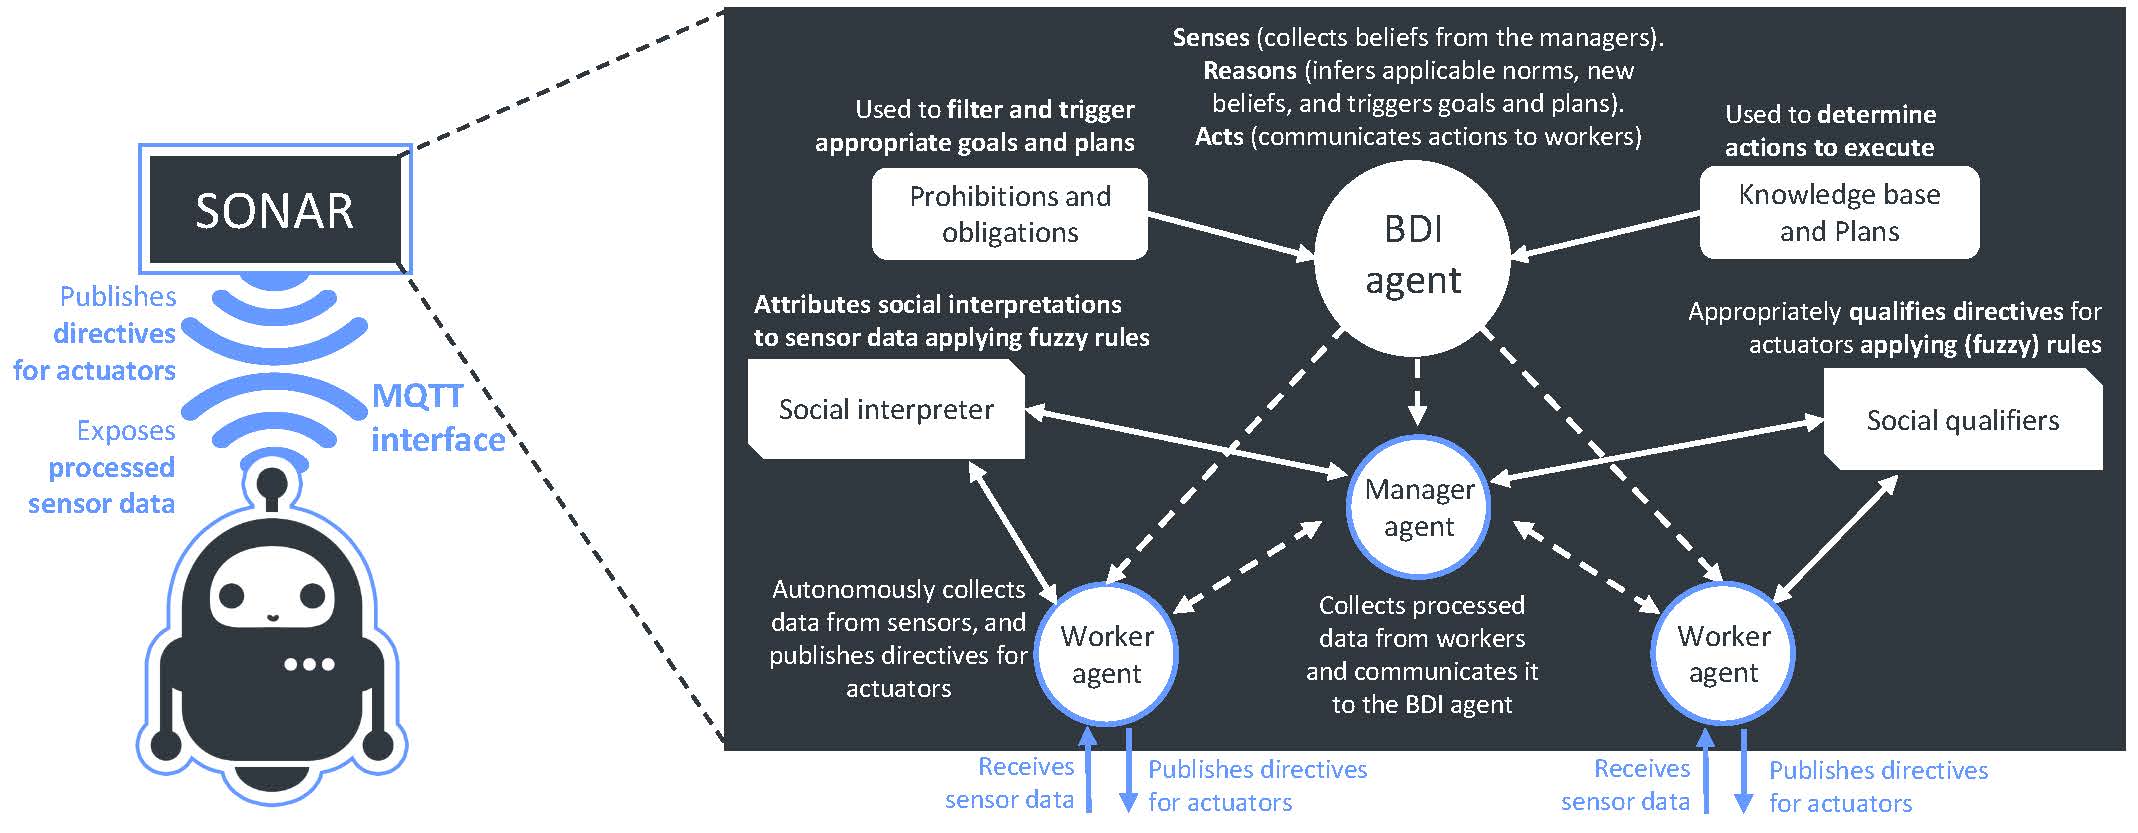 SONAR
Publishes
directives
for actuators
MQTT
interface
Exposes
processed
sensor data
Senses (collects beliefs from the managers).
Reasons (infers applicable norms, new
beliefs, and triggers goals and plans).
Acts (communicates actions to workers)
Used to filter and trigger
appropriate goals and plans
Prohibitions and
obligations
BDI
agent
Used to determine
actions to execute
Knowledge base
and Plans
Attributes social interpretations
to sensor data applying fuzzy rules
Social interpreter
Appropriately qualifies directives for
actuators applying (fuzzy) rules
Social qualifiers
Manager
agent
Autonomously collects
data from sensors, and
publishes directives for
actuators
Worker
agent
Collects processed
data from workers
and communicates it
to the BDI agent
Worker
agent
Receives
sensor data
Publishes directives
for actuators
Receives
sensor data
Publishes directives
for actuators